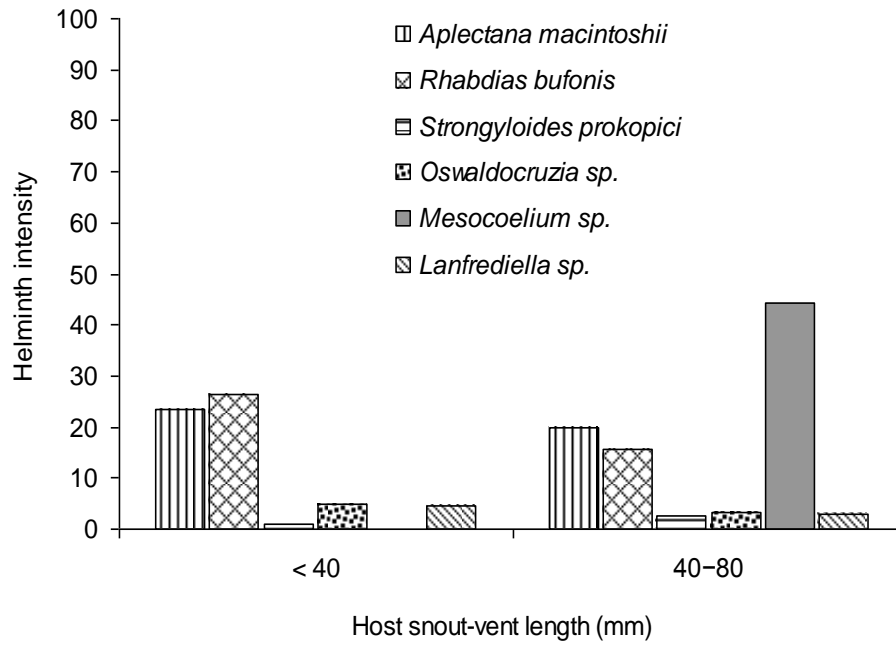 100
90
80
70
60
50
40
30
20
10
0
Helminth intensity
Aplectana macintoshii
Rhabdias bufonis
Strongyloides prokopici
Oswaldocruzia sp.
Mesocoelium sp.
Lanfrediella sp.
< 40
40−80
Host snout-vent length (mm)